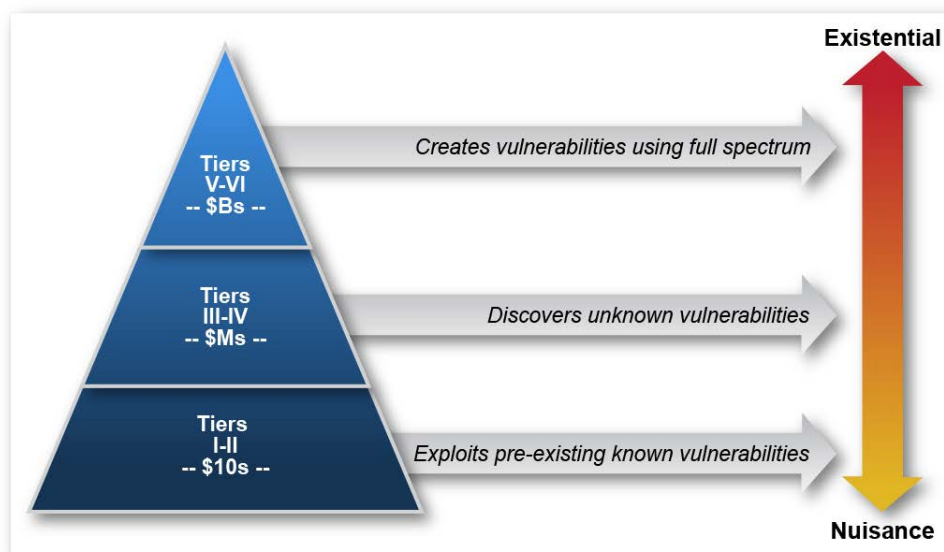 Existential
Tiers
V-VI
-- $Bs --
Creates vulnerabilities using full spectrum
Tiers
III-IV
-- $Ms --
Discovers unknown vulnerabilities
Tiers
I-II
-- $10s --
Exploits pre-existing known vulnerabilities
Nuisance